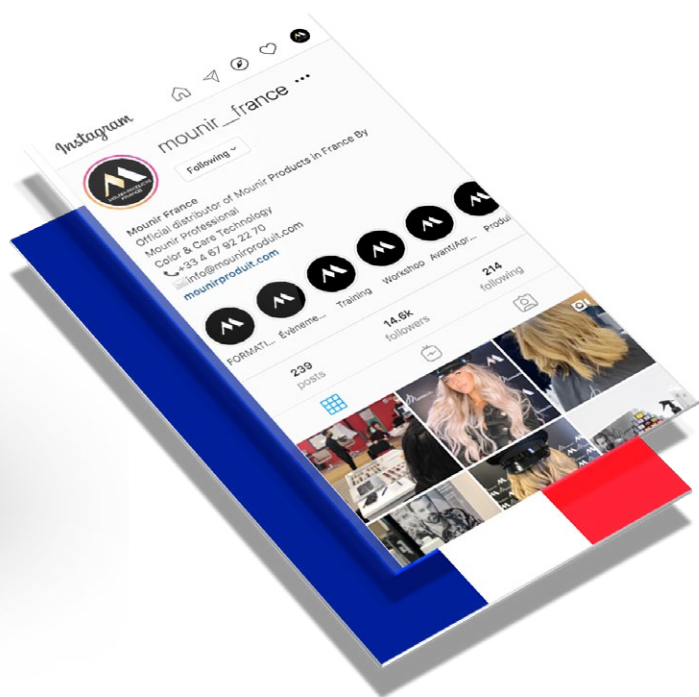 Instagram
mounir__france
Following
Mounir France
Official distributor of Mounir Products in France By
Mounir Professional
Color & Care Technology
+33 4 67 92 22 70
info@mounirproduit.com
mounirproduit.com
FORMATI...
Évèneme...
Training
Workshop
Avant/Apr...
Produi
239
posts
14.6k
followers
214
following